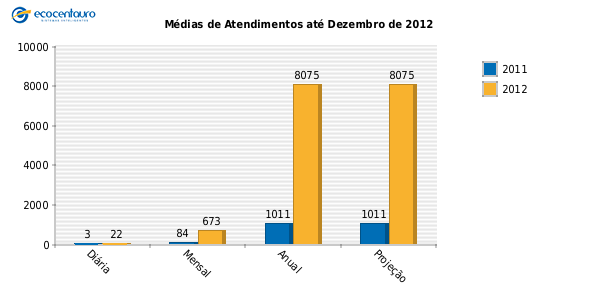 ecocentauro
Médias de Atendimentos até Dezembro de 2012
10000
8000
6000
4000
2000
0
3
22
84
673
1011
8075
1011
8075
Diária
Mensal
Anual
Projeção
2011
2012